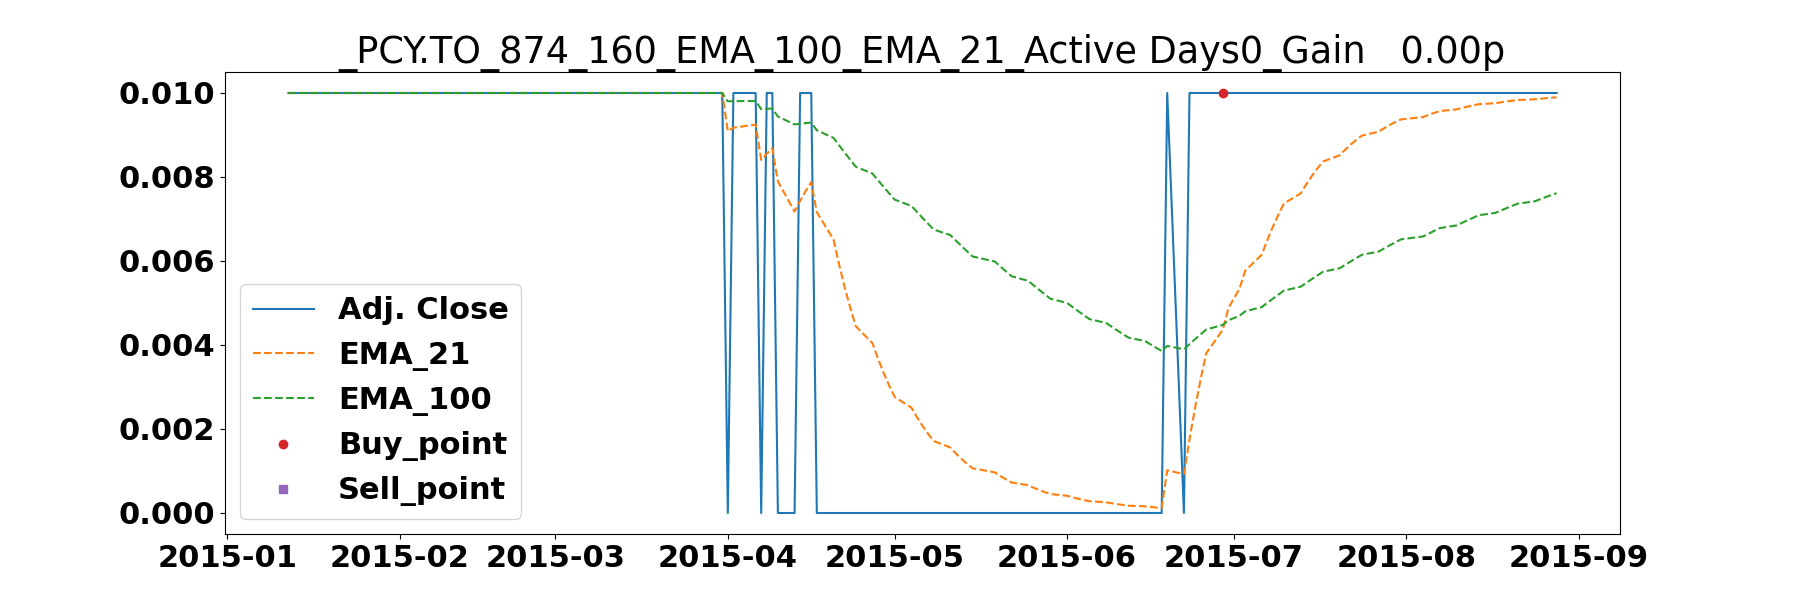 _PCY.TO_874_160_EMA_100_EMA_21_Active Days0_Gain   0.00p
0.010
0.008
0.006
0.004
0.002
0.000
Adj. Close
EMA_21
EMA_100
Buy_point
Sell_point
2015-01 2015-02 2015-03 2015-04 2015-05 2015-06 2015-07 2015-08 2015-09